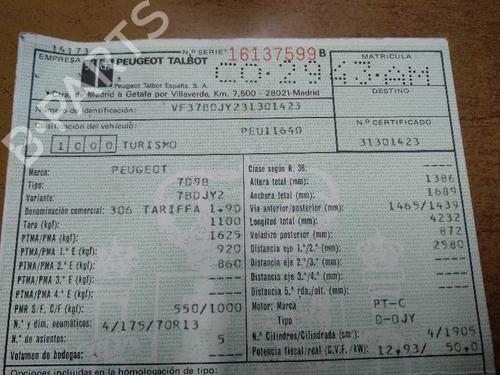 14173
EMPRESA
PEUGEOT TALBOT
Nº SERIE 16137599 B
MATRICULA
CO·2943·AM
Peugeot Talbot España, S. A.
Ctra. de Madrid a Getafe por Villaverde, Km. 7,500 - 28021-Madrid
DESTINO
Número de identificación: VF37BDJY231301423
Clasificación del vehículo: PEU11640
N.º CERTIFICADO
31301423
1000 TURISMO
Marca: PEUGEOT
Tipo: 7D9B
Variante: 7BDJY2
Denominación comercial: 306 TARIFFA 1.9D
Tara (kgf) 1100
PTMA/PMA (kgf) 1625
PTMA/PMA 1.º E (kgf) 920
PTMA/PMA 2.º E (kgf) 860
PTMA/PMA 3.º E (kgf) ----
PTMA/PMA 4.º E (kgf) ----
PMR S/F, C/F (kgf) 550/1000
N.º y dim. neumáticos: 4/175/70R13
N.º de asientos: 5
Volumen de bodegas: ----
Clase según R. 36: ----
Altura total (mm): 1386
Anchura total (mm): 1689
Vía anterior/posterior (mm): 1465/1439
Longitud total (mm): 4232
Voladizo posterior (mm): 872
Distancia eje 1.º/2.º (mm): 2580
Distancia eje 2.º/3.º (mm): ----
Distancia eje 3.º/4.º (mm): ----
Distancia 5.ª rda./últ. (mm): ----
Motor: Marca PT-C
Tipo D-DJY
N.º Cilindros/Cilindrada (cm³): 4/1905
Potencia fiscal/real (C.V.F./kW): 12,93/ 50,0
Opciones incluidas en la homologación de tipo:
B-PARTS